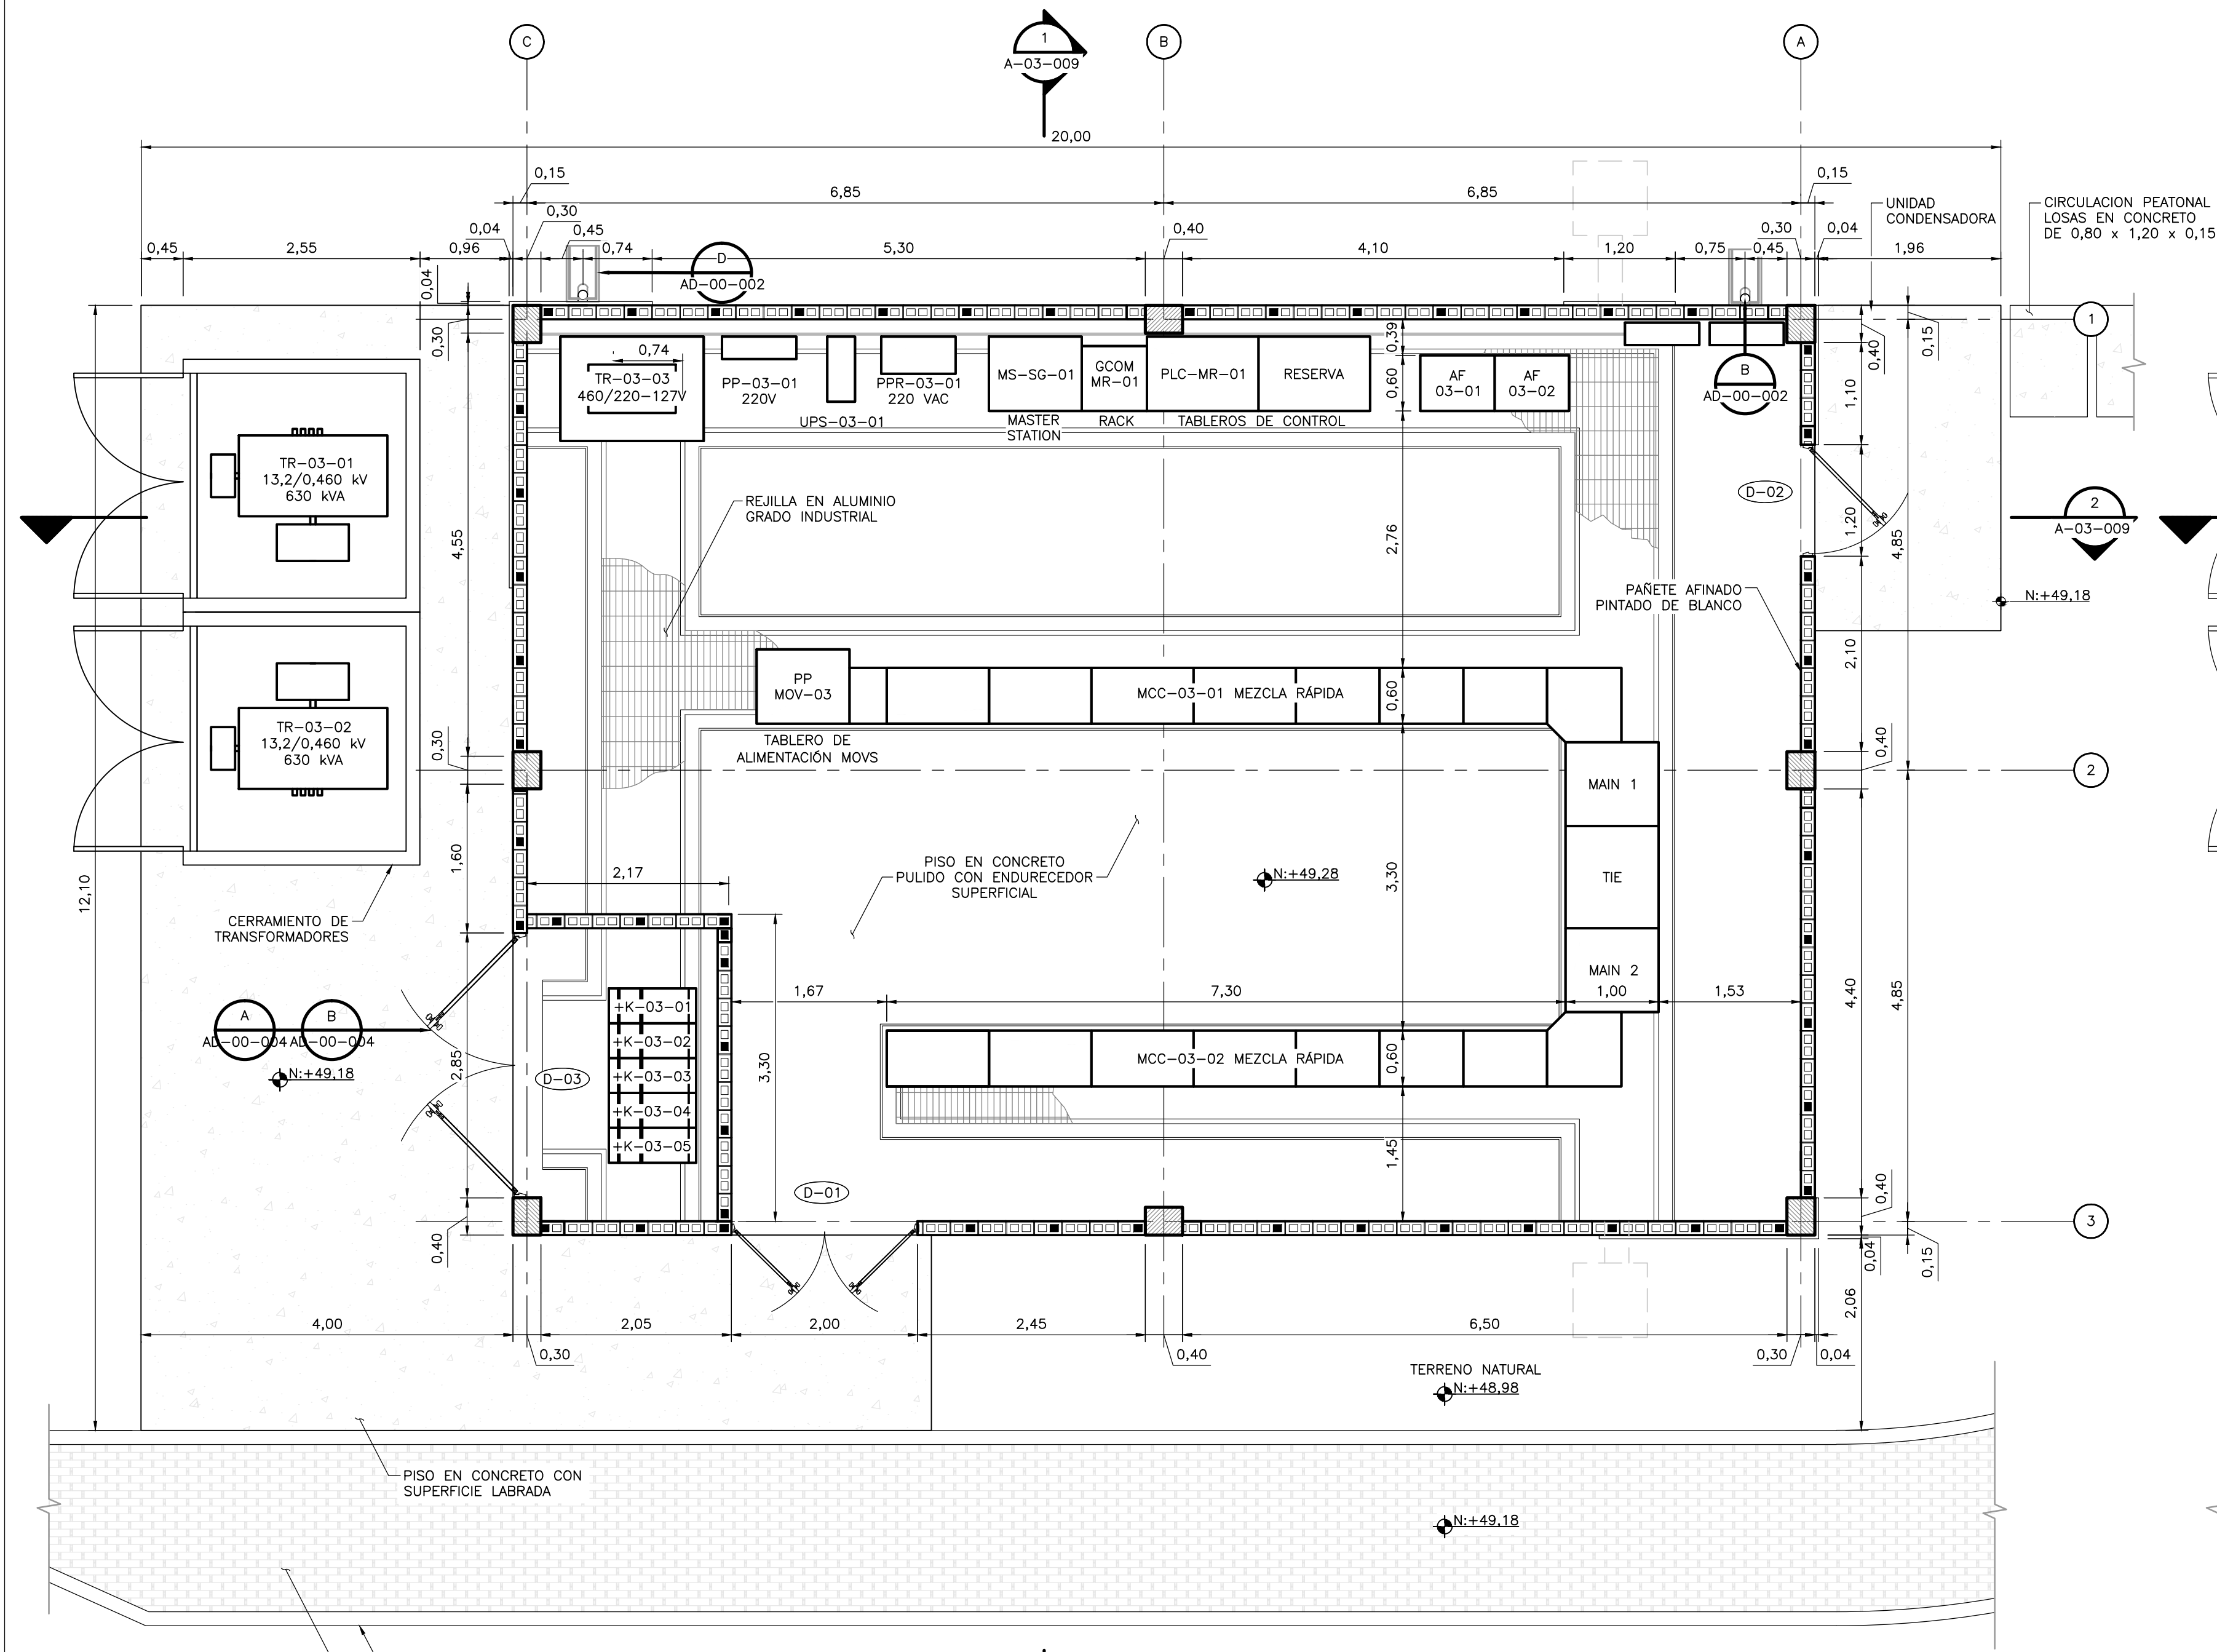 C
1
A-03-009
B
A
20,00
0,15
6,85
6,85
0,15
UNIDAD
CONDENSADORA
CIRCULACION PEATONAL
LOSAS EN CONCRETO
DE 0,80 x 1,20 x 0,15
0,04
0,30
0,40
0,30
0,04
0,45
2,55
0,96
0,45
0,74
5,30
4,10
1,20
0,75
0,45
1,96
D
AD-00-002
0,04
0,30
0,74
TR-03-03
460/220-127V
PP-03-01
220V
UPS-03-01
PPR-03-01
220 VAC
MS-SG-01
MASTER
STATION
GCOM
MR-01
RACK
PLC-MR-01
RESERVA
TABLEROS DE CONTROL
0,39
0,60
AF
03-01
AF
03-02
B
AD-00-002
0,40
1,10
0,15
1
TR-03-01
13,2/0,460 kV
630 kVA
4,55
REJILLA EN ALUMINIO
GRADO INDUSTRIAL
2,76
D-02
1,20
4,85
2
A-03-009
PAÑETE AFINADO
PINTADO DE BLANCO
N:+49,18
2,10
TR-03-02
13,2/0,460 kV
630 kVA
PP
MOV-03
TABLERO DE
ALIMENTACIÓN MOVS
MCC-03-01 MEZCLA RÁPIDA
0,60
0,30
0,40
2
MAIN 1
TIE
MAIN 2
1,60
2,17
PISO EN CONCRETO
PULIDO CON ENDURECEDOR
SUPERFICIAL
N:+49,28
3,30
12,10
CERRAMIENTO DE
TRANSFORMADORES
1,67
7,30
1,00
1,53
4,40
4,85
A
AD-00-004
B
AD-00-004
N:+49,18
2,85
D-03
+K-03-01
+K-03-02
+K-03-03
+K-03-04
+K-03-05
3,30
MCC-03-02 MEZCLA RÁPIDA
0,60
1,45
D-01
0,40
0,40
3
0,04
0,15
2,06
4,00
2,05
2,00
2,45
6,50
0,30
0,40
0,30
0,04
TERRENO NATURAL
N:+48,98
PISO EN CONCRETO CON
SUPERFICIE LABRADA
N:+49,18